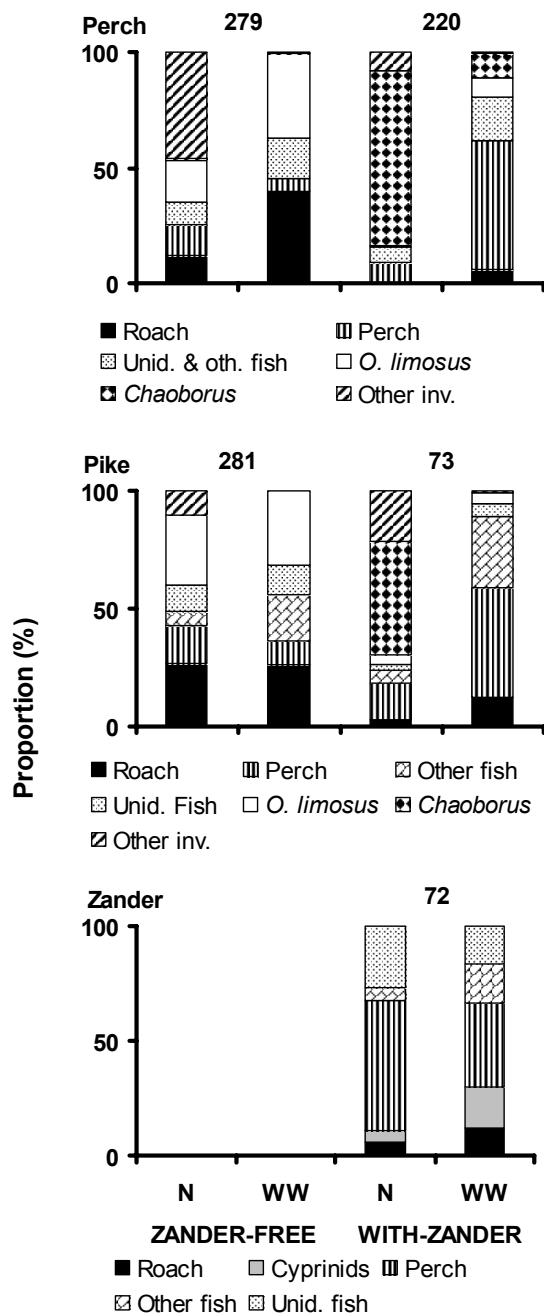 Perch 279 220
100
50
0
Roach Perch
Unid. & oth. fish O. limosus
Chaoborus Other inv.
Pike 281 73
100
50
0
Proportion (%)
Roach Perch Other fish
Unid. Fish O. limosus Chaoborus
Other inv.
Zander 72
100
50
0
N WW N WW
ZANDER-FREE WITH-ZANDER
Roach Cyprinids Perch
Other fish Unid. fish